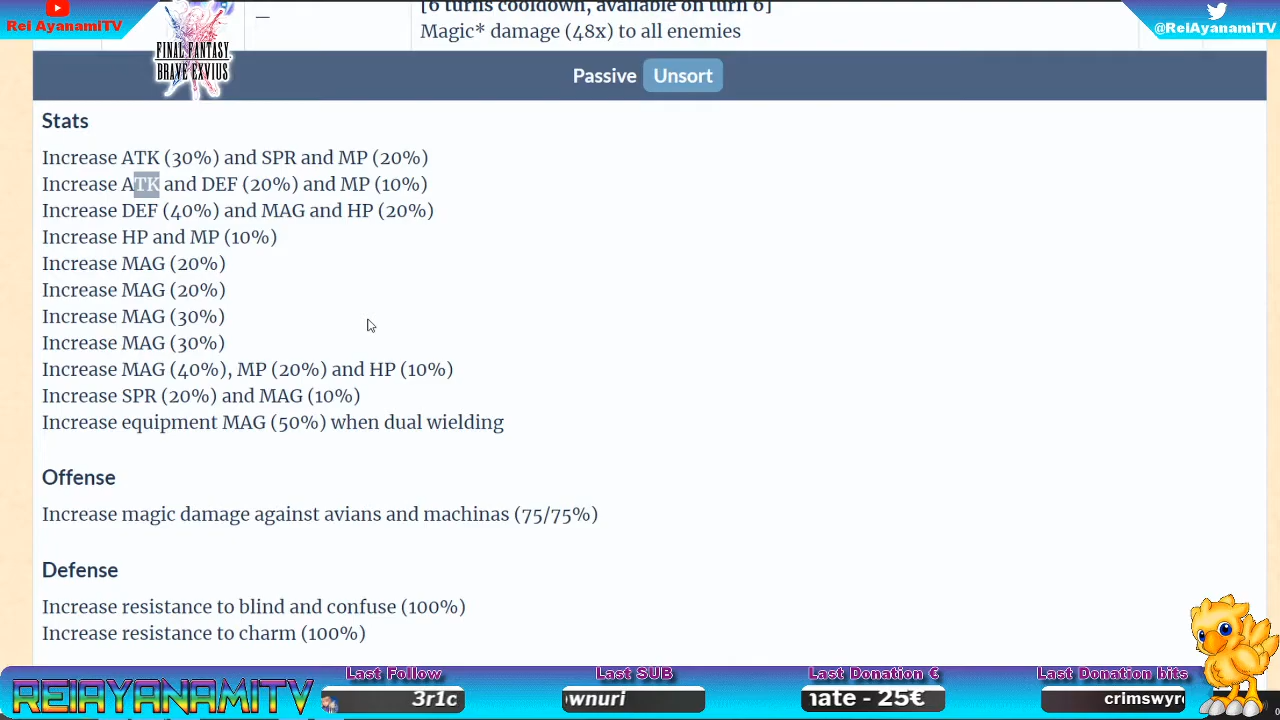 Rei AyanamiTV
FINAL FANTASY
BRAVE EXVIUS
—
[6 turns cooldown, available on turn 6]
Magic* damage (48x) to all enemies
@ReiAyanamiTV
Passive Unsort
Stats
Increase ATK (30%) and SPR and MP (20%)
Increase ATK and DEF (20%) and MP (10%)
Increase DEF (40%) and MAG and HP (20%)
Increase HP and MP (10%)
Increase MAG (20%)
Increase MAG (20%)
Increase MAG (30%)
Increase MAG (30%)
Increase MAG (40%), MP (20%) and HP (10%)
Increase SPR (20%) and MAG (10%)
Increase equipment MAG (50%) when dual wielding
Offense
Increase magic damage against avians and machinas (75/75%)
Defense
Increase resistance to blind and confuse (100%)
Increase resistance to charm (100%)
REIAYANAMITV
Last Follow
3r1c
Last SUB
wnuri
Last Donation €
nate - 25€
Last Donation bits
crimswyr